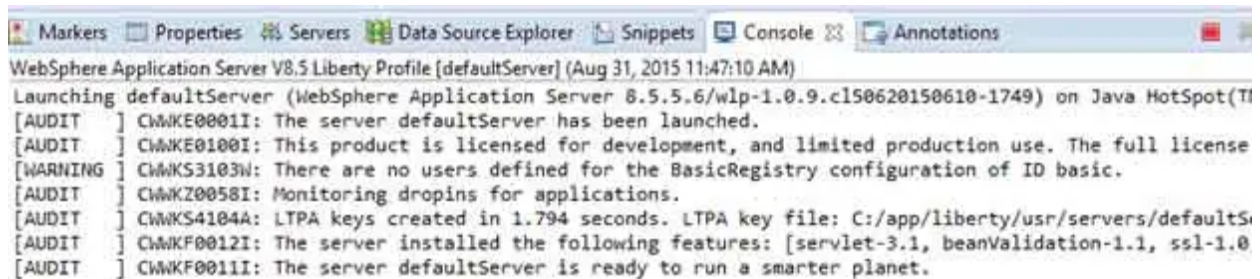 Markers Properties Servers Data Source Explorer Snippets Console Annotations
WebSphere Application Server V8.5 Liberty Profile [defaultServer] (Aug 31, 2015 11:47:10 AM)
Launching defaultServer (WebSphere Application Server 8.5.5.6/wlp-1.0.9.cl50620150610-1749) on Java HotSpot(T
[AUDIT ] CWWKE0001I: The server defaultServer has been launched.
[AUDIT ] CWWKE0100I: This product is licensed for development, and limited production use. The full license
[WARNING ] CWWKS3103W: There are no users defined for the BasicRegistry configuration of ID basic.
[AUDIT ] CWWKZ0058I: Monitoring dropins for applications.
[AUDIT ] CWWKS4104A: LTPA keys created in 1.794 seconds. LTPA key file: C:/app/liberty/usr/servers/defaultSe
[AUDIT ] CWWKF0012I: The server installed the following features: [servlet-3.1, beanValidation-1.1, ssl-1.0
[AUDIT ] CWWKF0011I: The server defaultServer is ready to run a smarter planet.